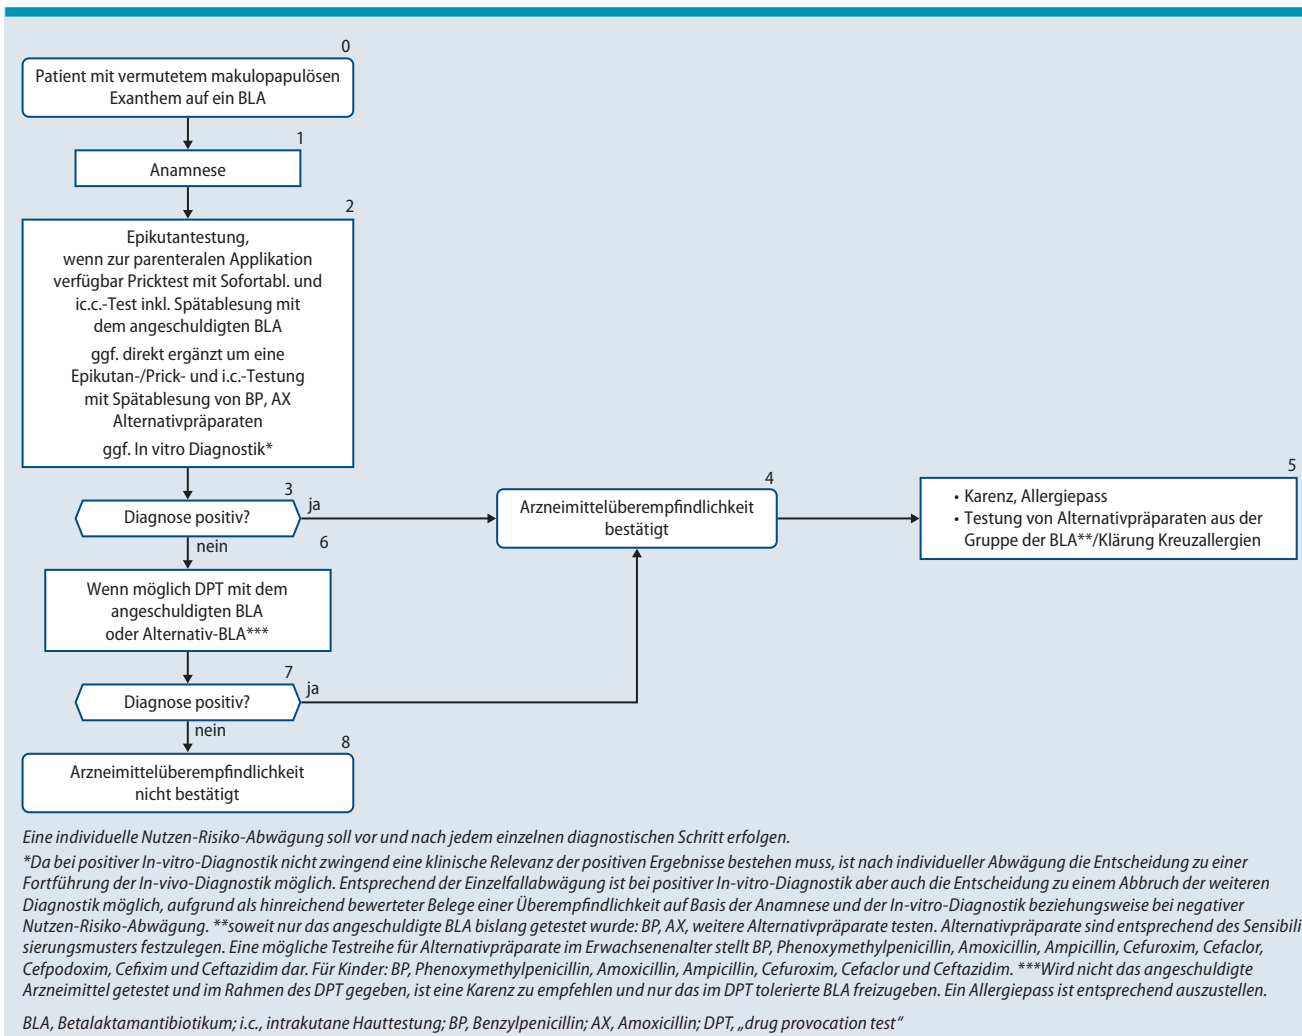 0
Patient mit vermutetem makulopapulösen
Exanthem auf ein BLA
1
Anamnese
2
Epikutantestung,
wenn zur parenteralen Applikation
verfügbar Pricktest mit Sofortabl. und
ic.c.-Test inkl. Spätablesung mit
dem angeschuldigten BLA
ggf. direkt ergänzt um eine
Epikutan-/Prick- und i.c.-Testung
mit Spätablesung von BP, AX
Alternativpräparaten
ggf. In vitro Diagnostik*
3
Diagnose positiv?
ja
nein
4
Arzneimittelüberempfindlichkeit
bestätigt
5
• Karenz, Allergiepass
• Testung von Alternativpräparaten aus der
Gruppe der BLA**/Klärung Kreuzallergien
6
Wenn möglich DPT mit dem
angeschuldigten BLA
oder Alternativ-BLA***
7
Diagnose positiv?
ja
nein
8
Arzneimittelüberempfindlichkeit
nicht bestätigt
Eine individuelle Nutzen-Risiko-Abwägung soll vor und nach jedem einzelnen diagnostischen Schritt erfolgen.
*Da bei positiver In-vitro-Diagnostik nicht zwingend eine klinische Relevanz der positiven Ergebnisse bestehen muss, ist nach individueller Abwägung die Entscheidung zu einer
Fortführung der In-vivo-Diagnostik möglich. Entsprechend der Einzelfallabwägung ist bei positiver In-vitro-Diagnostik aber auch die Entscheidung zu einem Abbruch der weiteren
Diagnostik möglich, aufgrund als hinreichend bewerteter Belege einer Überempfindlichkeit auf Basis der Anamnese und der In-vitro-Diagnostik beziehungsweise bei negativer
Nutzen-Risiko-Abwägung. **soweit nur das angeschuldigte BLA bislang getestet wurde: BP, AX, weitere Alternativpräparate testen. Alternativpräparate sind entsprechend des Sensibili
sierungsmusters festzulegen. Eine mögliche Testreihe für Alternativpräparate im Erwachsenenalter stellt BP, Phenoxymethylpenicillin, Amoxicillin, Ampicillin, Cefuroxim, Cefaclor,
Cefpodoxim, Cefixim und Ceftazidim dar. Für Kinder: BP, Phenoxymethylpenicillin, Amoxicillin, Ampicillin, Cefuroxim, Cefaclor und Ceftazidim. ***Wird nicht das angeschuldigte
Arzneimittel getestet und im Rahmen des DPT gegeben, ist eine Karenz zu empfehlen und nur das im DPT tolerierte BLA freizugeben. Ein Allergiepass ist entsprechend auszustellen.
BLA, Betalaktamantibiotikum; i.c., intrakutane Hauttestung; BP, Benzylpenicillin; AX, Amoxicillin; DPT, „drug provocation test“